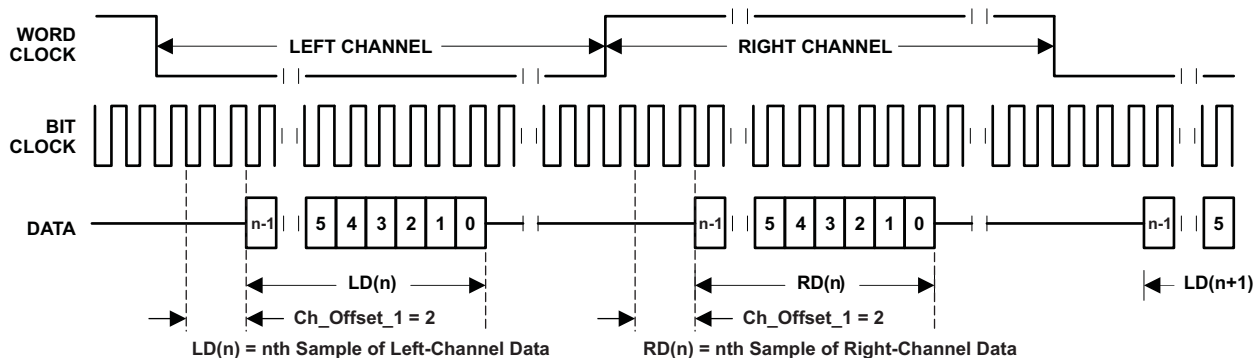 WORD
CLOCK
LEFT CHANNEL
RIGHT CHANNEL
BIT
CLOCK
DATA
n-1 5 4 3 2 1 0
n-1 5 4 3 2 1 0
n-1 5
LD(n)
RD(n)
LD(n+1)
Ch_Offset_1 = 2
Ch_Offset_1 = 2
LD(n) = nth Sample of Left-Channel Data
RD(n) = nth Sample of Right-Channel Data